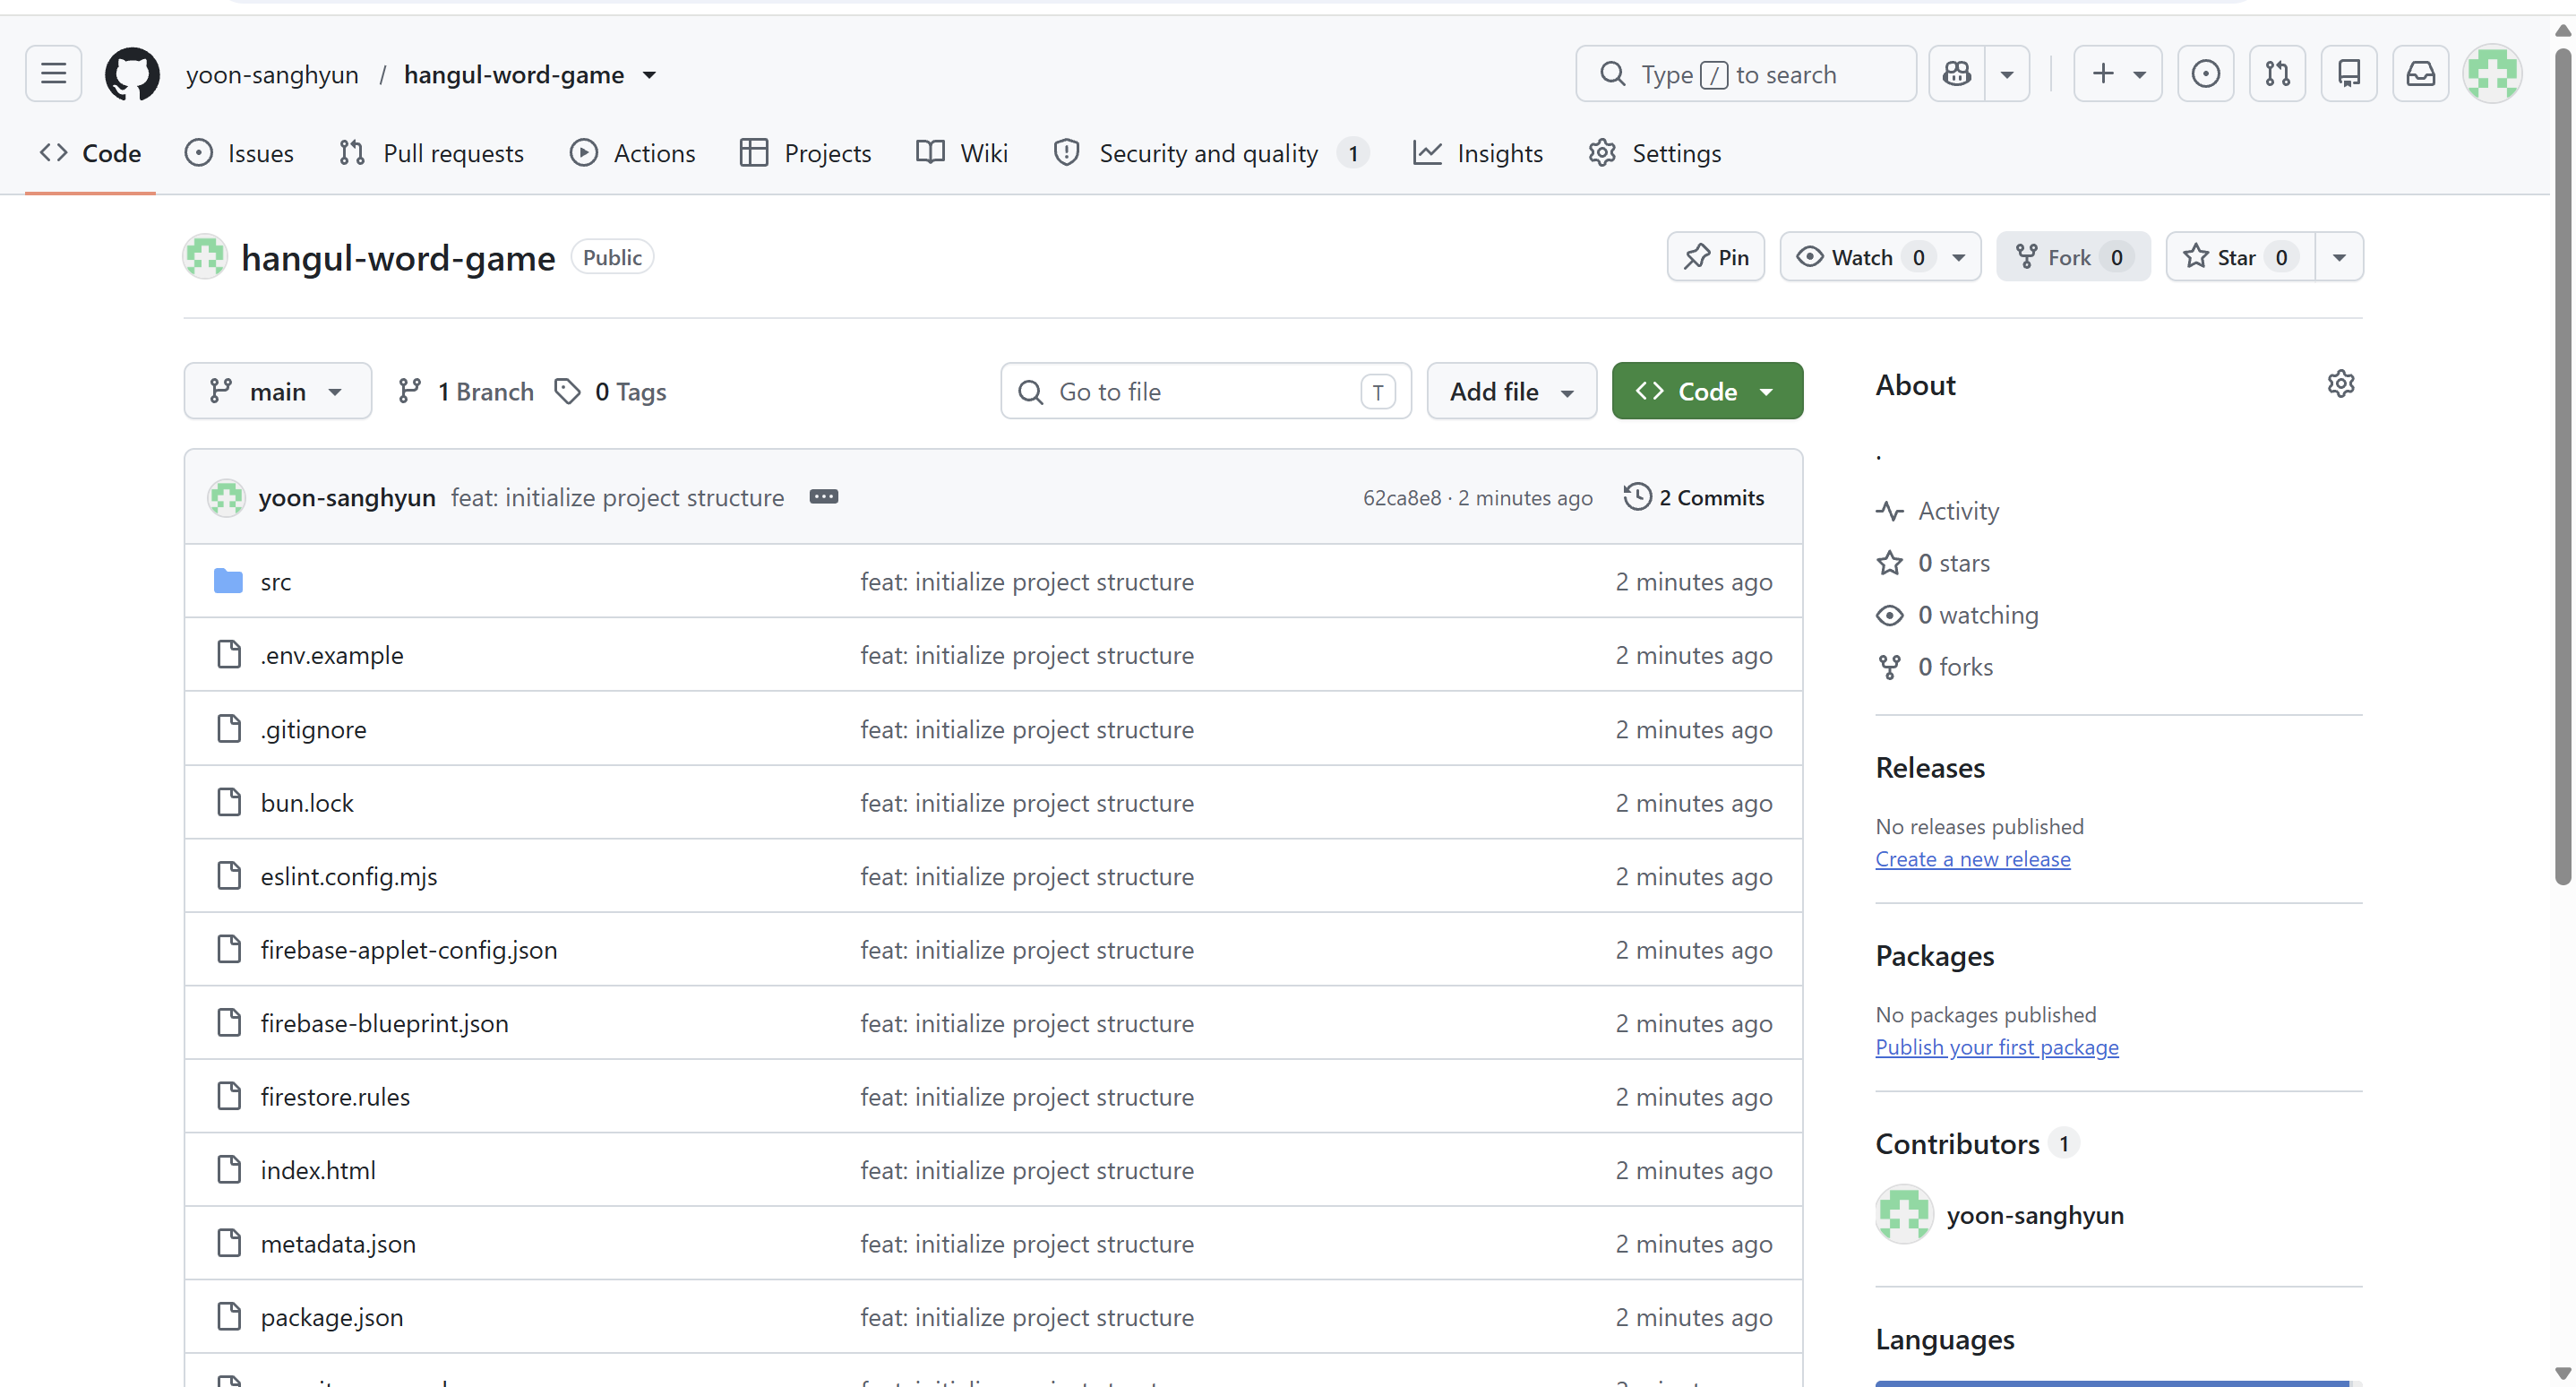 yoon-sanghyun / hangul-word-game
Type / to search
Code
Issues
Pull requests
Actions
Projects
Wiki
Security and quality 1
Insights
Settings
hangul-word-game Public
Pin
Watch 0
Fork 0
Star 0
main
1 Branch
0 Tags
Go to file T
Add file
Code
yoon-sanghyun feat: initialize project structure
62ca8e8 · 2 minutes ago
2 Commits
src feat: initialize project structure 2 minutes ago
.env.example feat: initialize project structure 2 minutes ago
.gitignore feat: initialize project structure 2 minutes ago
bun.lock feat: initialize project structure 2 minutes ago
eslint.config.mjs feat: initialize project structure 2 minutes ago
firebase-applet-config.json feat: initialize project structure 2 minutes ago
firebase-blueprint.json feat: initialize project structure 2 minutes ago
firestore.rules feat: initialize project structure 2 minutes ago
index.html feat: initialize project structure 2 minutes ago
metadata.json feat: initialize project structure 2 minutes ago
package.json feat: initialize project structure 2 minutes ago
About
.
Activity
0 stars
0 watching
0 forks
Releases
No releases published
Create a new release
Packages
No packages published
Publish your first package
Contributors 1
yoon-sanghyun
Languages